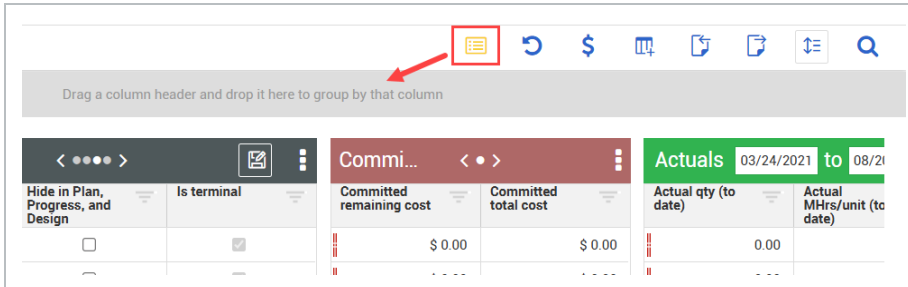 Drag a column header and drop it here to group by that column
Commi... Actuals 03/24/2021 to 08/20
Hide in Plan, Progress, and Design
Is terminal
Committed remaining cost
Committed total cost
Actual qty (to date)
Actual MHrs/unit (to date)
$ 0.00 $ 0.00 0.00